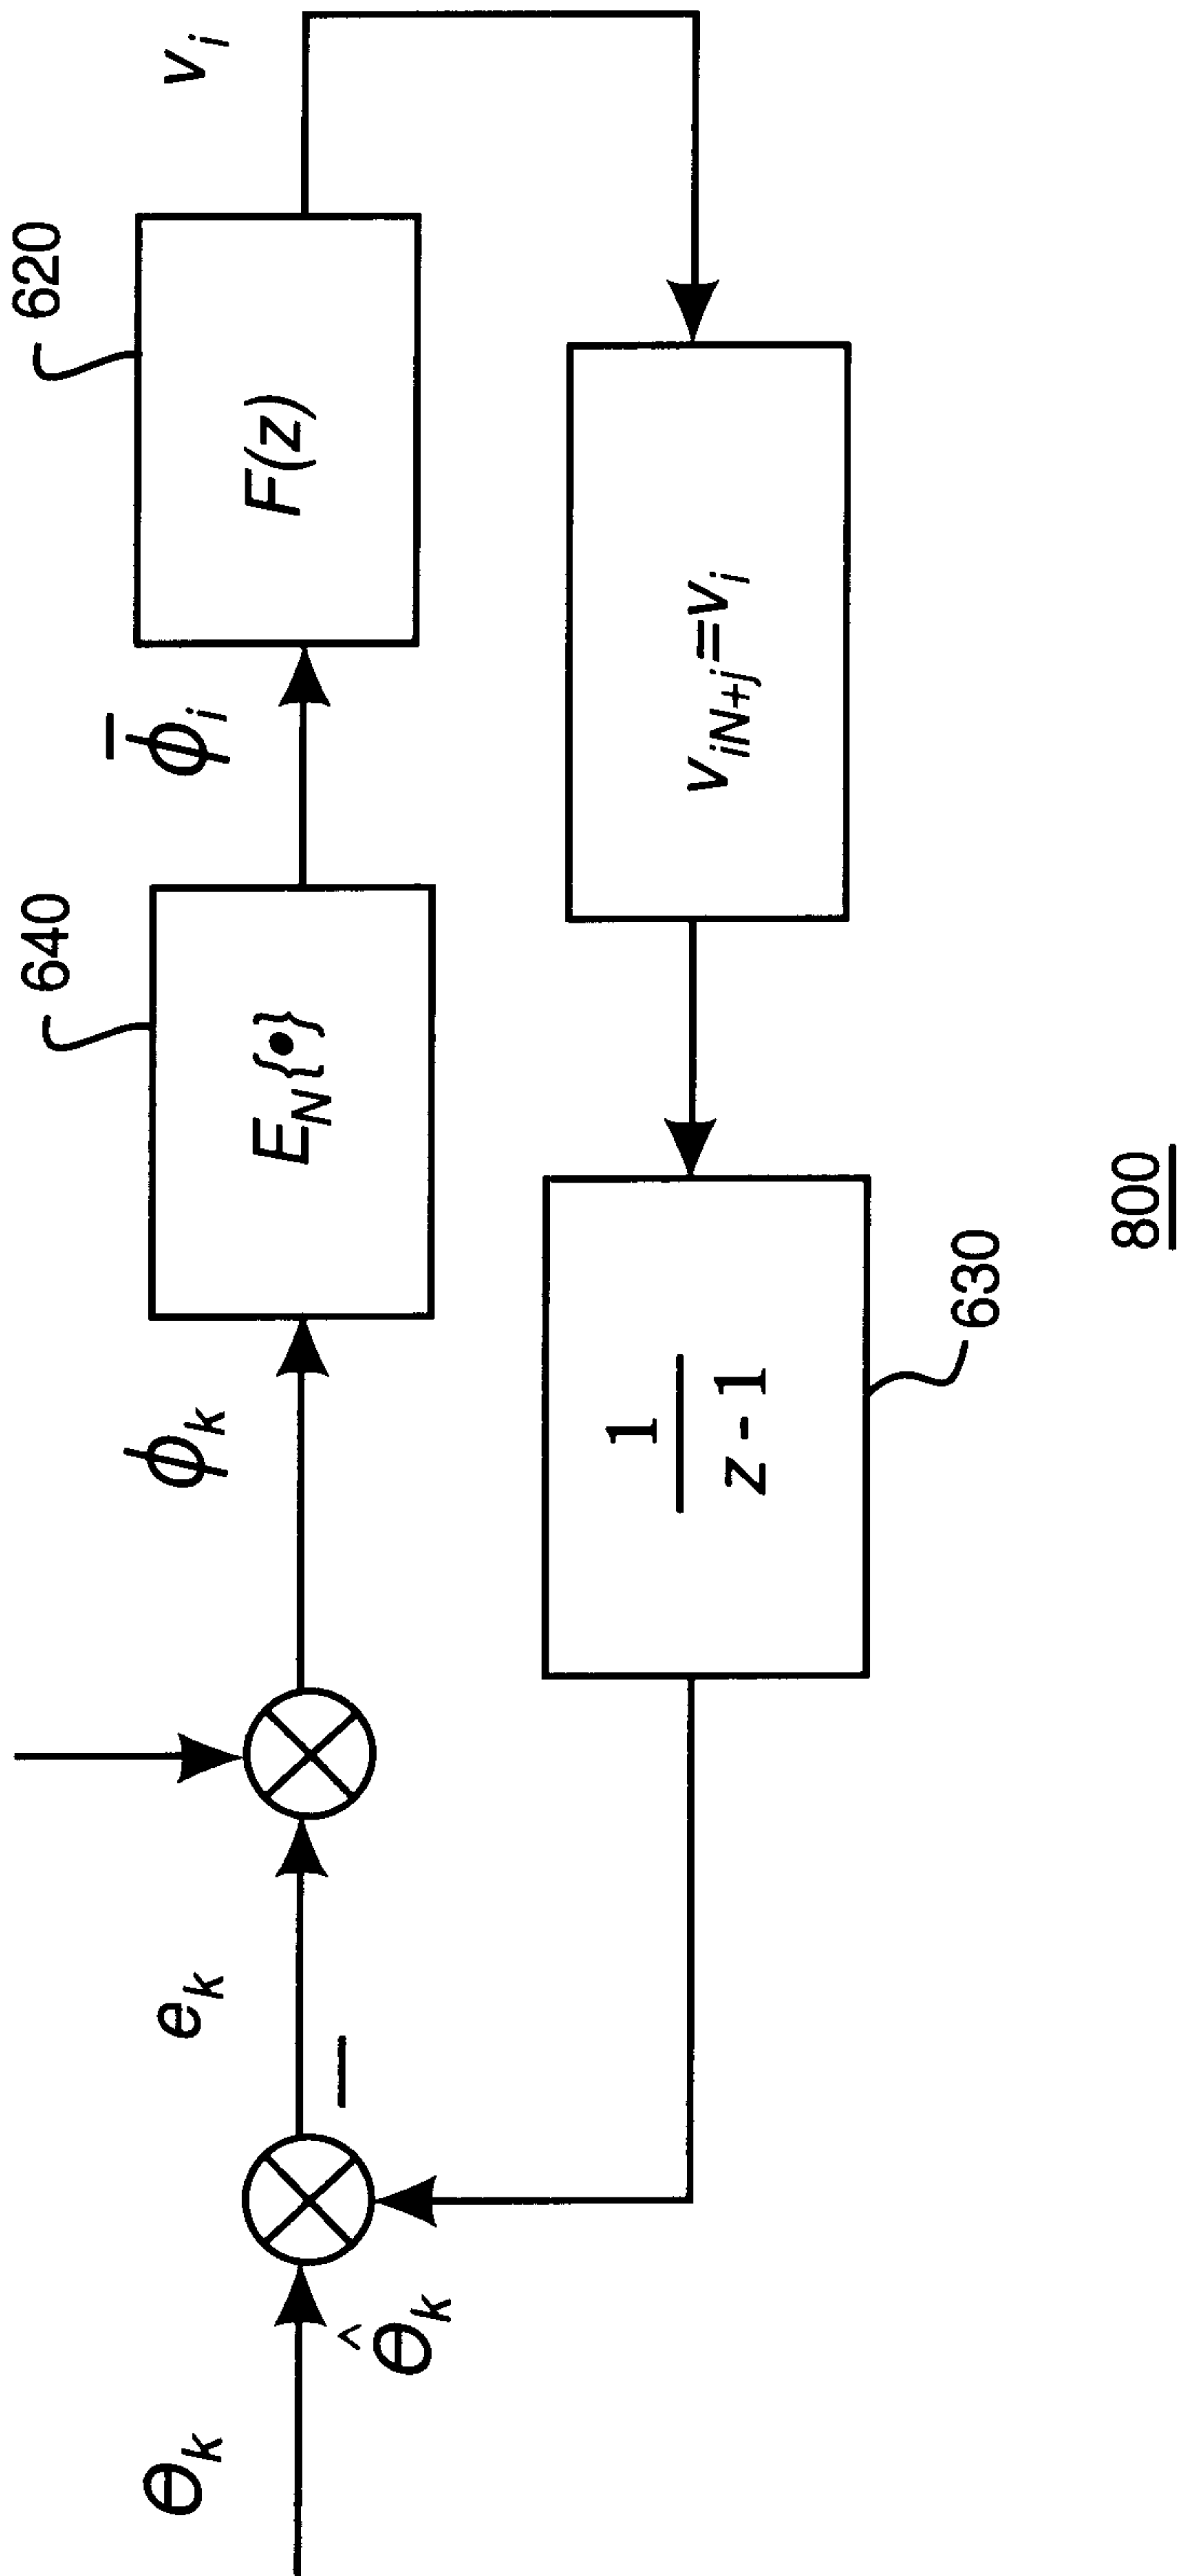 θ_k
θ̂_k
e_k
–
ϕ_k
640
E_N{•}
ϕ̄_i
620
F(z)
v_i
v_{iN+j}=v_i
1
z - 1
630
800